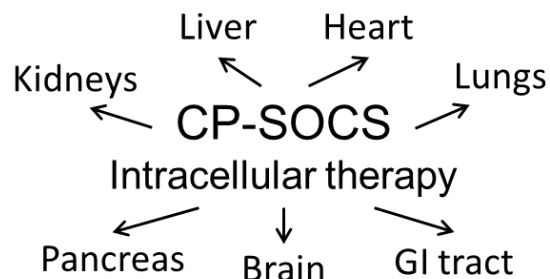 Liver Heart
Kidneys Lungs
CP-SOCS
Intracellular therapy
Pancreas Brain GI tract